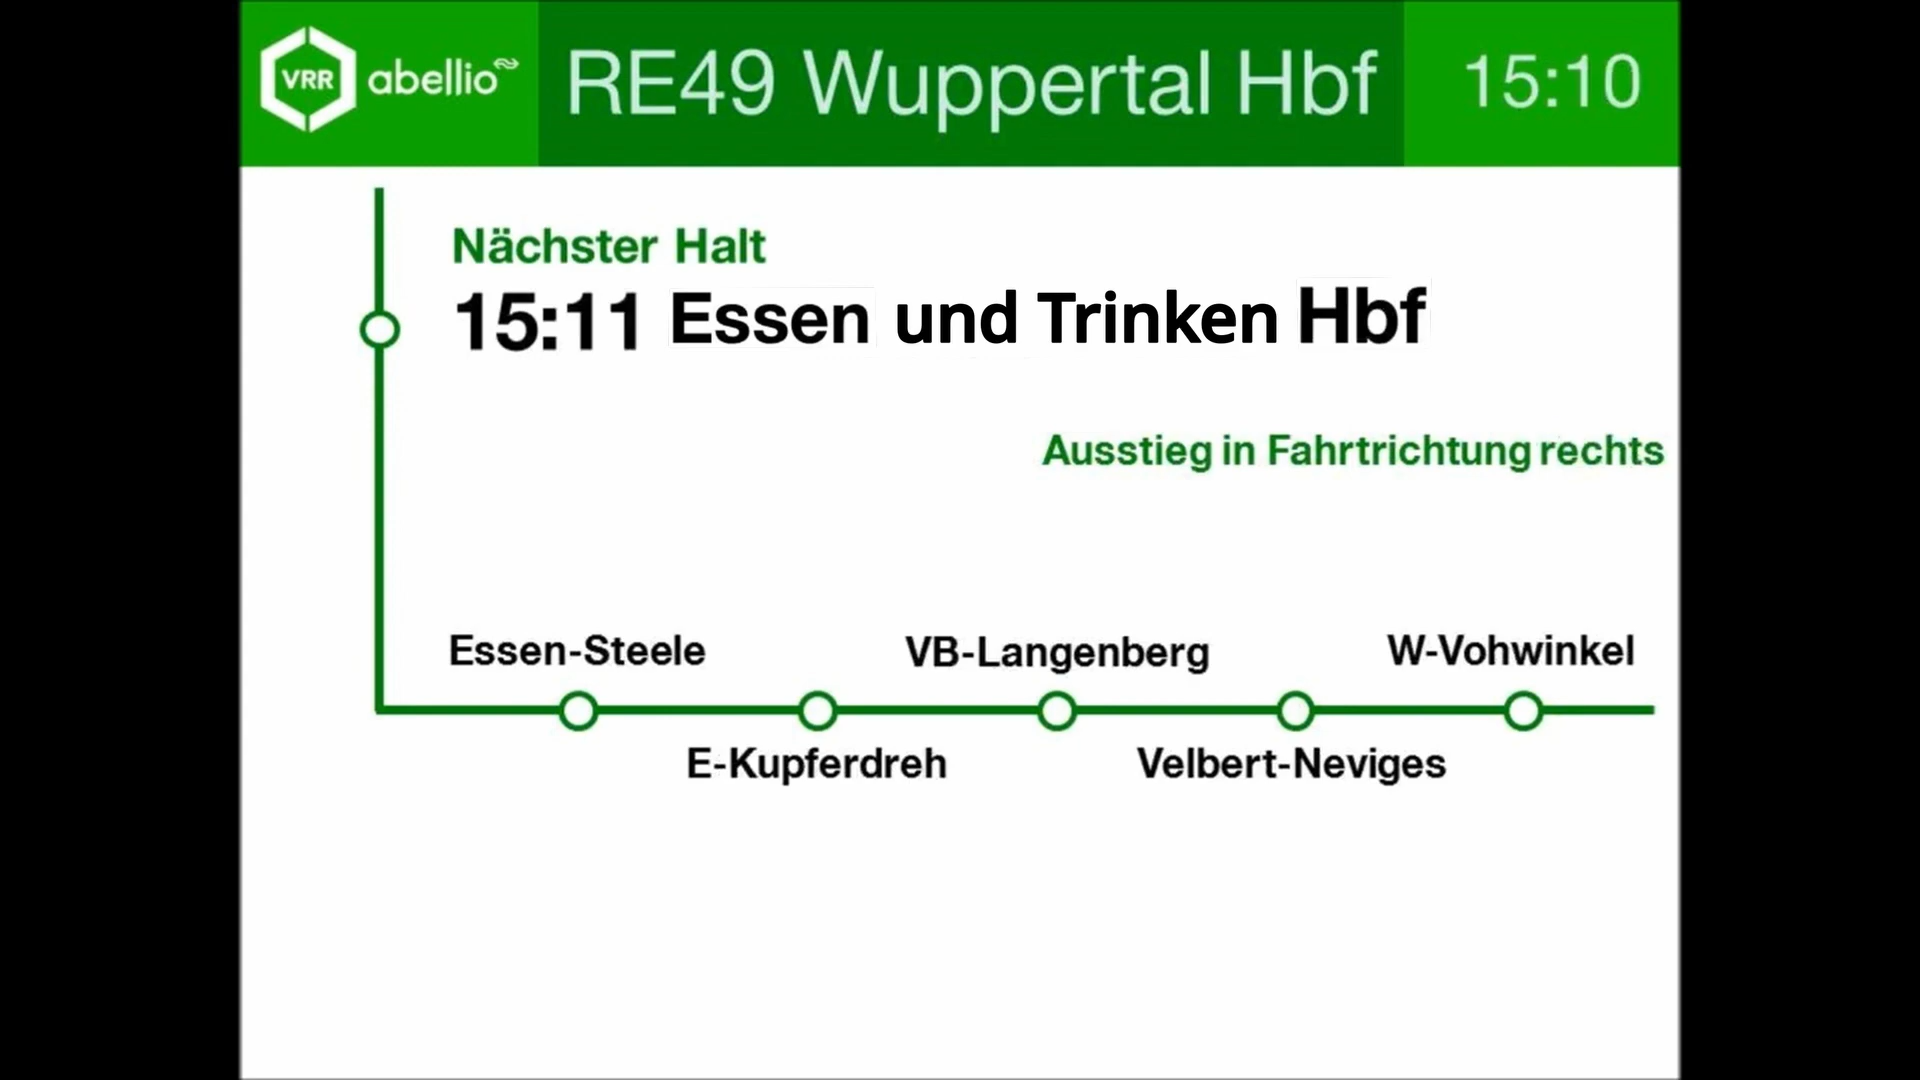 VRR abellio RE49 Wuppertal Hbf 15:10
Nächster Halt
15:11 Essen und Trinken Hbf
Ausstieg in Fahrtrichtung rechts
Essen-Steele VB-Langenberg W-Vohwinkel
E-Kupferdreh Velbert-Neviges